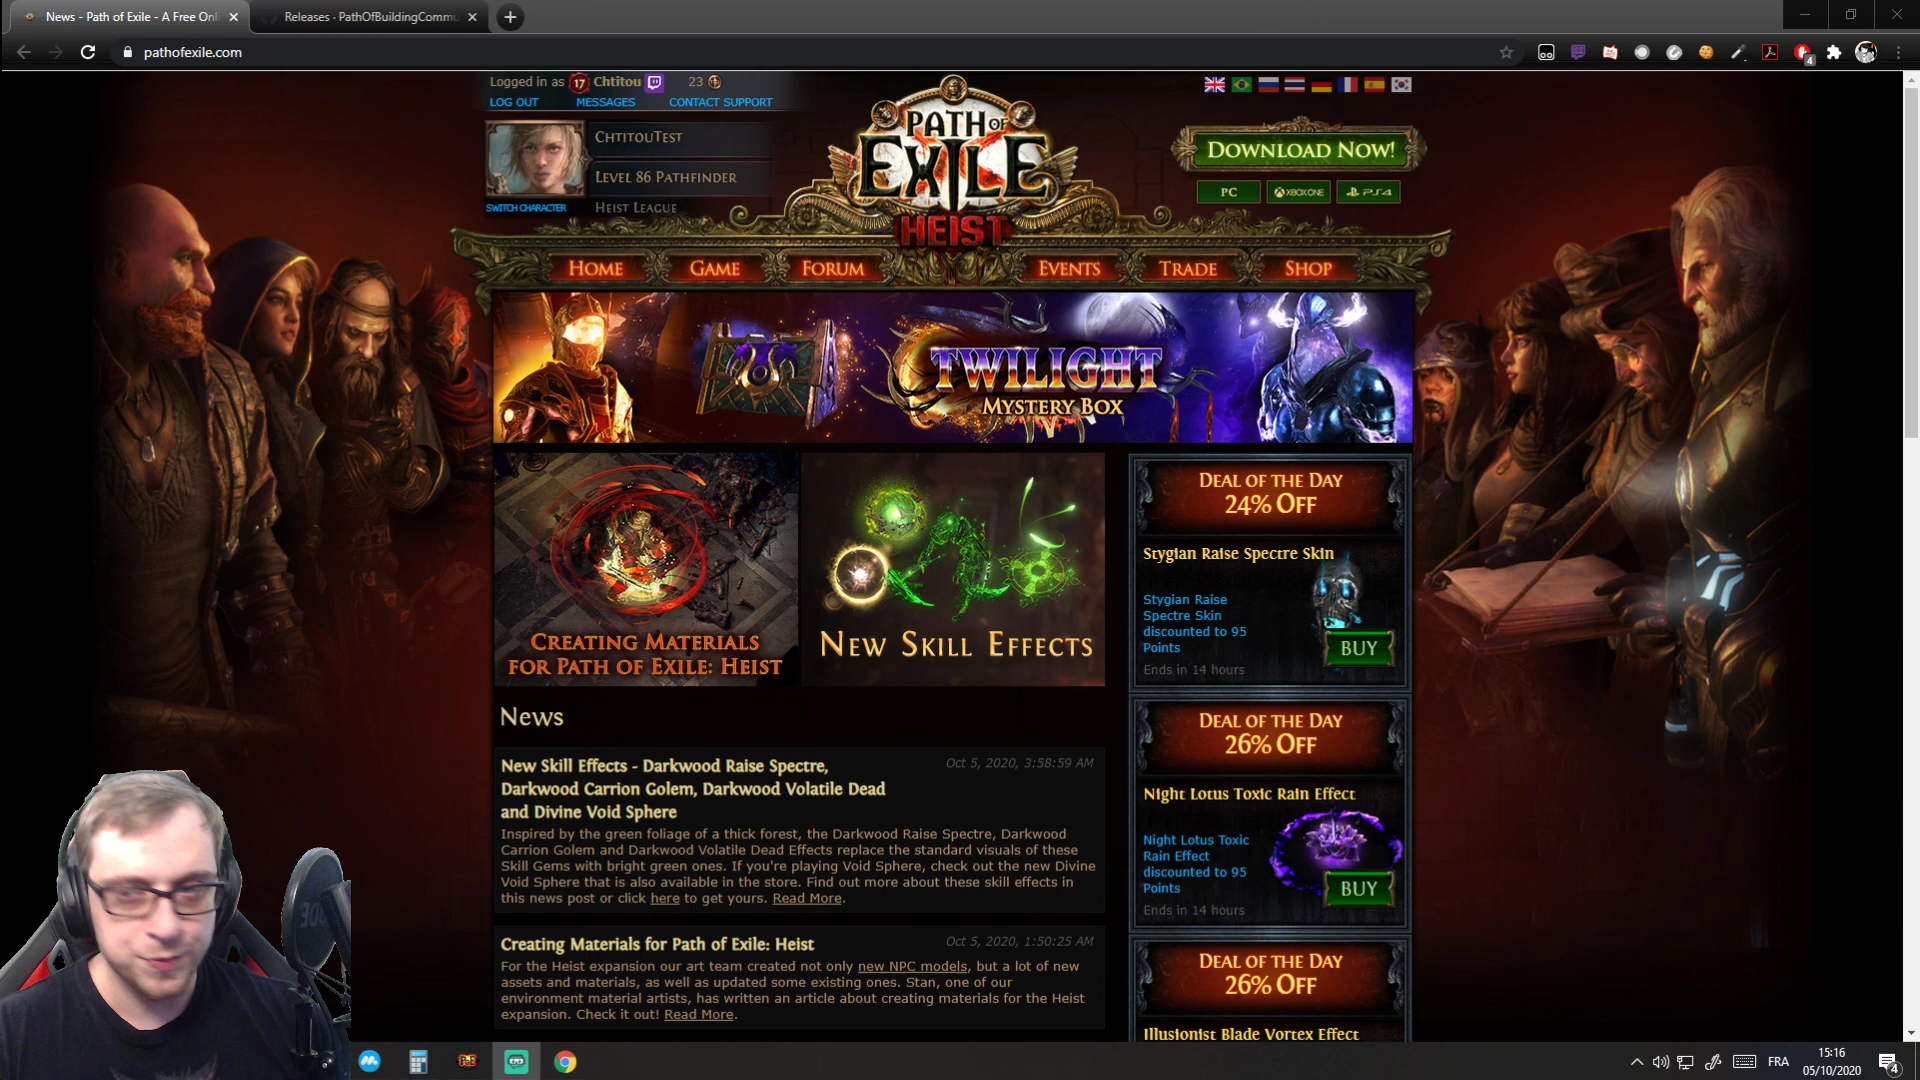 News - Path of Exile - A Free Onli
Releases · PathOfBuildingCommu
pathofexile.com
4
Logged in as 17 Chtitou 23
LOG OUT MESSAGES CONTACT SUPPORT
ChtitouTest
Level 86 Pathfinder
SWITCH CHARACTER
Heist League
PATH OF
EXILE
HEIST
Download Now!
PC XBOX ONE PS4
Home Game Forum Events Trade Shop
TWILIGHT
Mystery Box
Creating Materials
for Path of Exile: Heist
New Skill Effects
Deal of the Day
24% Off
Stygian Raise Spectre Skin
Stygian Raise
Spectre Skin
discounted to 95
Points
BUY
Ends in 14 hours
Deal of the Day
26% Off
Night Lotus Toxic Rain Effect
Night Lotus Toxic
Rain Effect
discounted to 95
Points
BUY
Ends in 14 hours
Deal of the Day
26% Off
Illusionist Blade Vortex Effect
News
New Skill Effects - Darkwood Raise Spectre,
Darkwood Carrion Golem, Darkwood Volatile Dead
and Divine Void Sphere
Oct 5, 2020, 3:58:59 AM
Inspired by the green foliage of a thick forest, the Darkwood Raise Spectre, Darkwood
Carrion Golem and Darkwood Volatile Dead Effects replace the standard visuals of these
Skill Gems with bright green ones. If you're playing Void Sphere, check out the new Divine
Void Sphere that is also available in the store. Find out more about these skill effects in
this news post or click here to get yours. Read More.
Creating Materials for Path of Exile: Heist
Oct 5, 2020, 1:50:25 AM
For the Heist expansion our art team created not only new NPC models, but a lot of new
assets and materials, as well as updated some existing ones. Stan, one of our
environment material artists, has written an article about creating materials for the Heist
expansion. Check it out! Read More.
FRA
15:16
05/10/2020
4